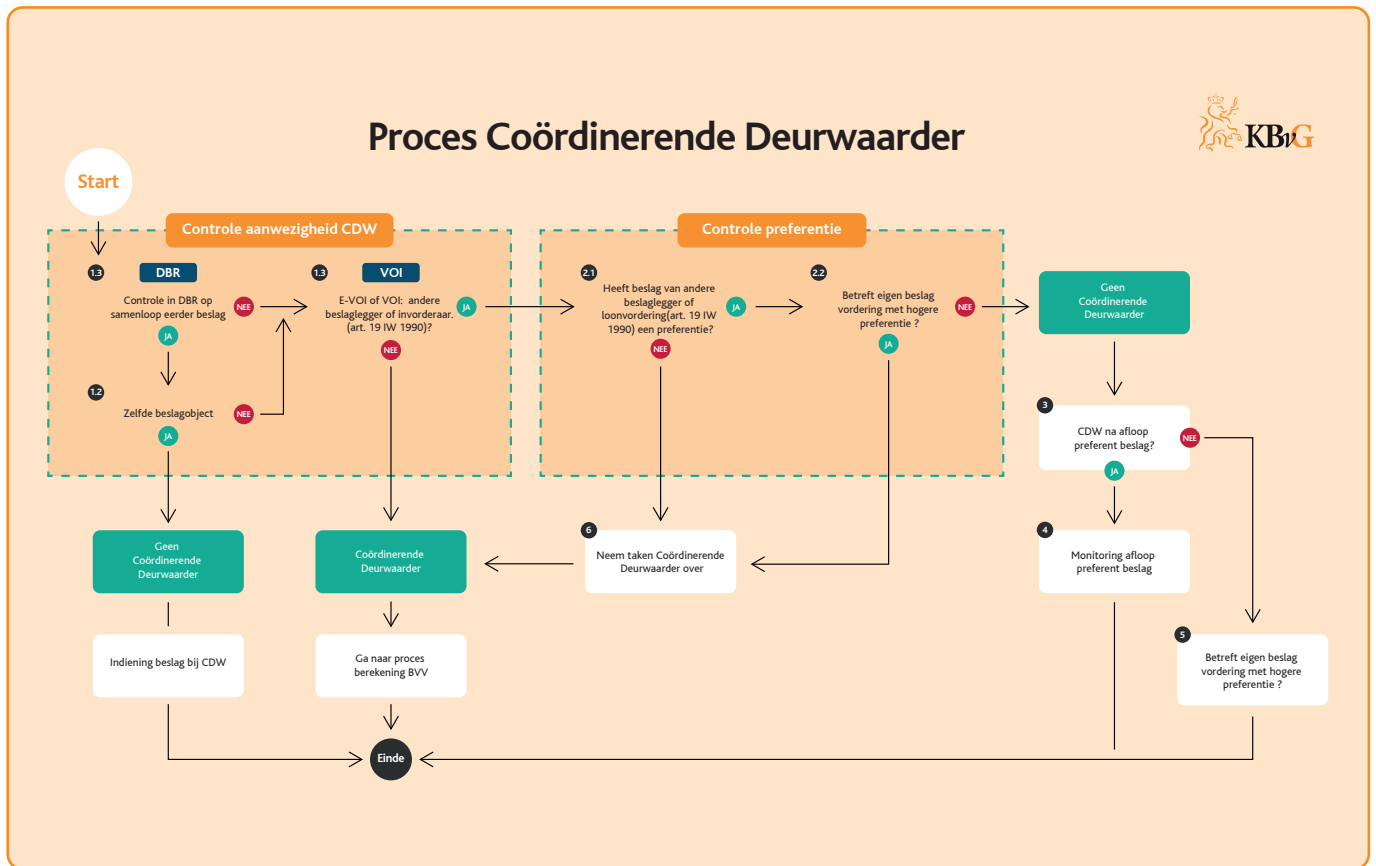 Proces Coördinerende Deurwaarder
KBvG
Start
Controle aanwezigheid CDW
Controle preferentie
1.3
DBR
Controle in DBR op
samenloop eerder beslag
NEE
JA
1.2
Zelfde beslagobject
NEE
JA
1.3
VOI
E-VOI of VOI: andere
beslaglegger of invorderaar.
(art. 19 IW 1990)?
JA
NEE
2.1
Heeft beslag van andere
beslaglegger of
loonvordering(art. 19 IW
1990) een preferentie?
JA
NEE
2.2
Betreft eigen beslag
vordering met hogere
preferentie ?
NEE
JA
Geen
Coördinerende
Deurwaarder
3
CDW na afloop
preferent beslag?
NEE
JA
Geen
Coördinerende
Deurwaarder
Coördinerende
Deurwaarder
6
Neem taken Coördinerende
Deurwaarder over
4
Monitoring afloop
preferent beslag
Indiening beslag bij CDW
Ga naar proces
berekening BVV
5
Betreft eigen beslag
vordering met hogere
preferentie ?
Einde